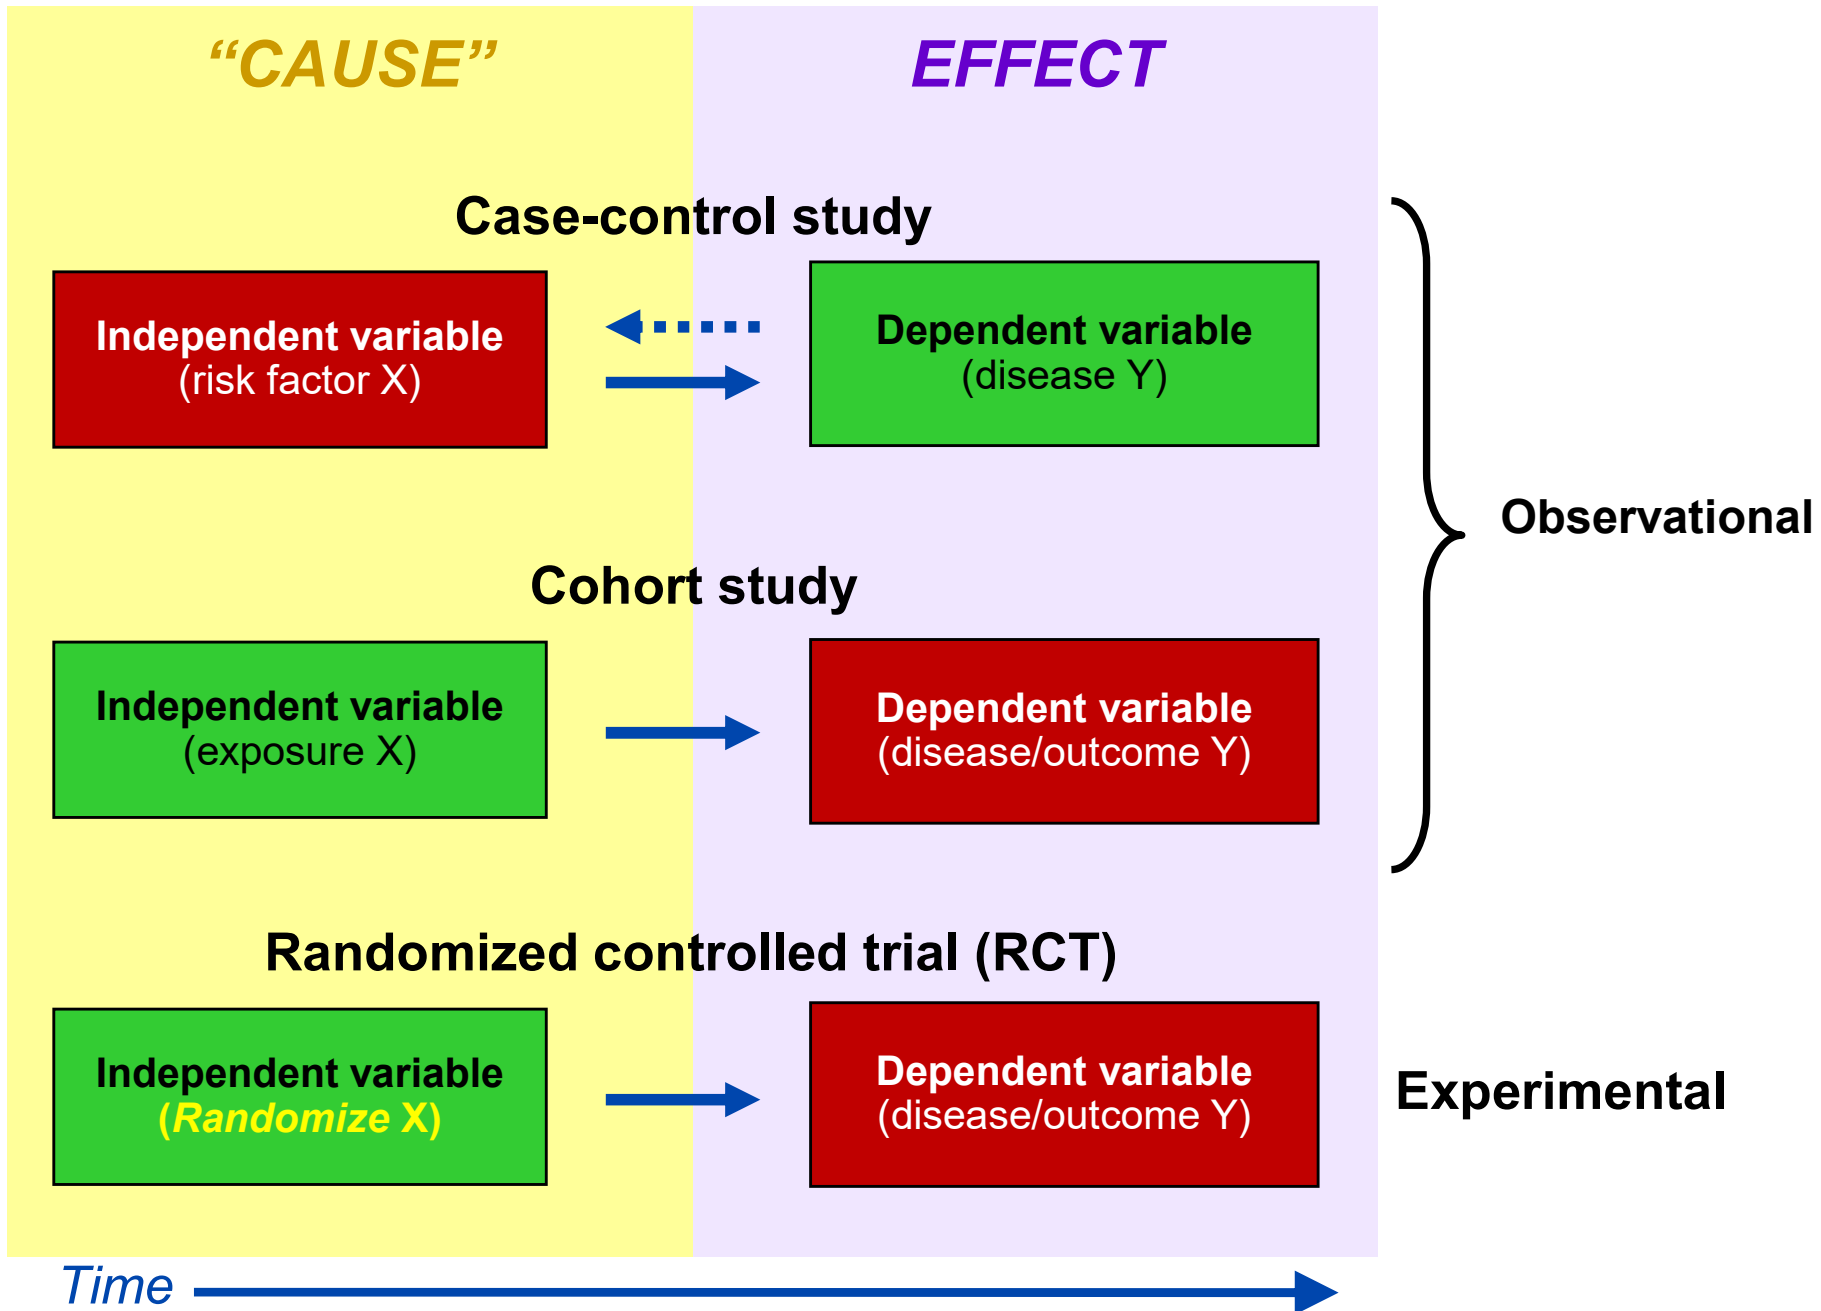 “CAUSE”
EFFECT
Case-control study
Independent variable
(risk factor X)
Dependent variable
(disease Y)
Observational
Cohort study
Independent variable
(exposure X)
Dependent variable
(disease/outcome Y)
Randomized controlled trial (RCT)
Independent variable
(Randomize X)
Dependent variable
(disease/outcome Y)
Experimental
Time